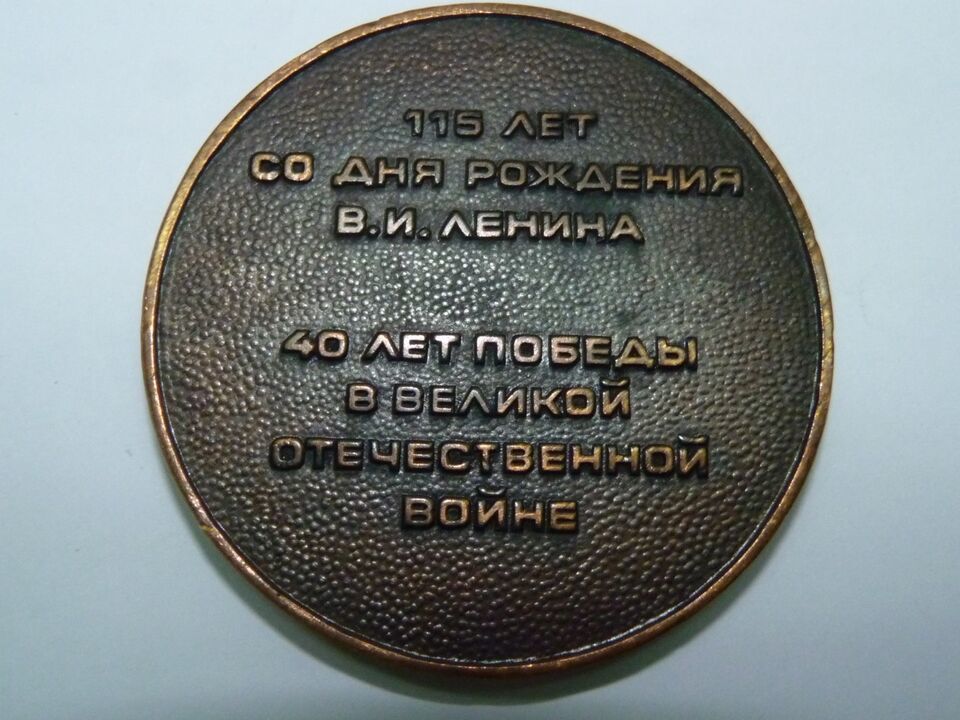 115 ЛЕТ
СО ДНЯ РОЖДЕНИЯ
В.И. ЛЕНИНА
40 ЛЕТ ПОБЕДЫ
В ВЕЛИКОЙ
ОТЕЧЕСТВЕННОЙ
ВОЙНЕ